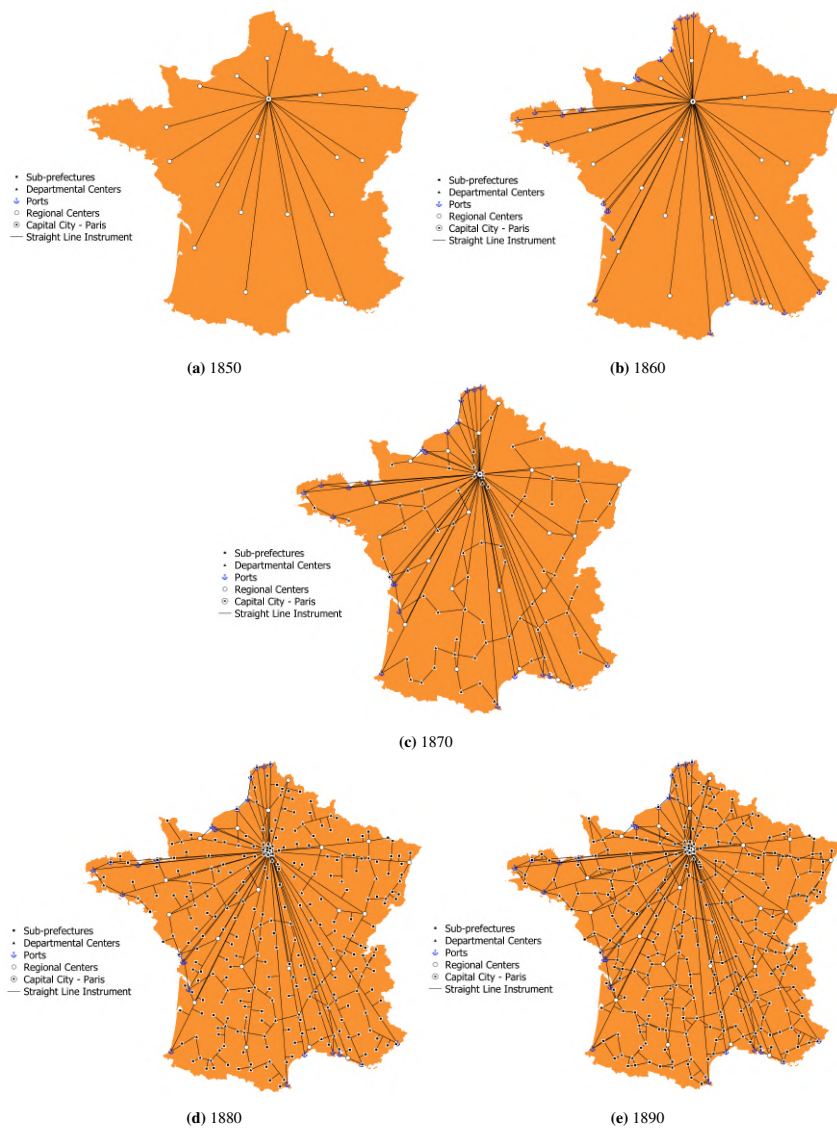 Sub-prefectures
Departmental Centers
Ports
Regional Centers
Capital City - Paris
Straight Line Instrument
(a) 1850
Sub-prefectures
Departmental Centers
Ports
Regional Centers
Capital City - Paris
Straight Line Instrument
(b) 1860
Sub-prefectures
Departmental Centers
Ports
Regional Centers
Capital City - Paris
Straight Line Instrument
(c) 1870
Sub-prefectures
Departmental Centers
Ports
Regional Centers
Capital City - Paris
Straight Line Instrument
(d) 1880
Sub-prefectures
Departmental Centers
Ports
Regional Centers
Capital City - Paris
Straight Line Instrument
(e) 1890